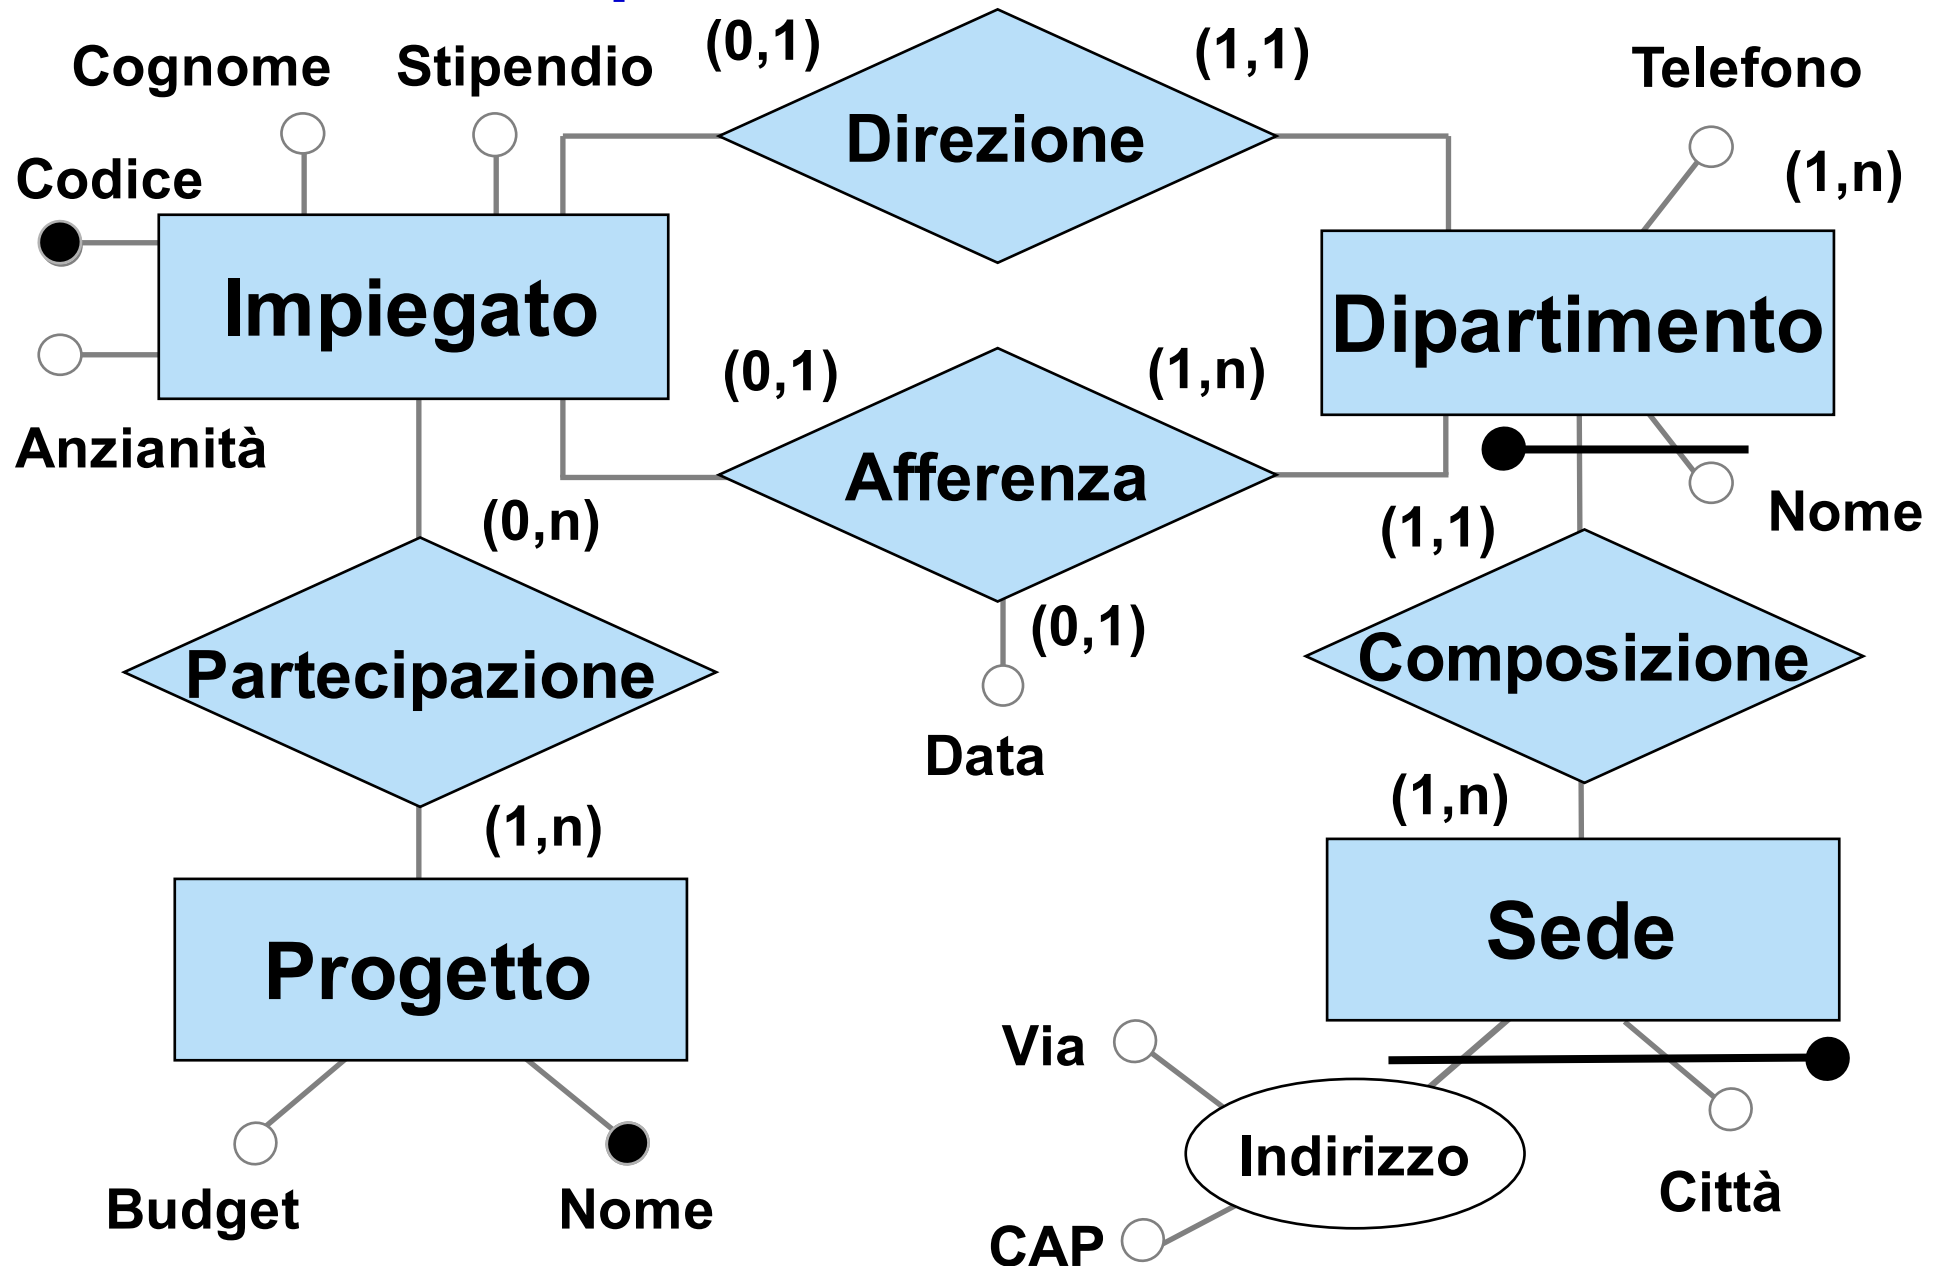 (0,1)
(1,1)
Cognome
Stipendio
Telefono
Direzione
Codice
(1,n)
Impiegato
Dipartimento
(0,1)
(1,n)
Anzianità
Afferenza
(0,n)
(1,1)
Nome
(0,1)
Partecipazione
Composizione
Data
(1,n)
(1,n)
Sede
Progetto
Via
Indirizzo
Città
Budget
Nome
CAP